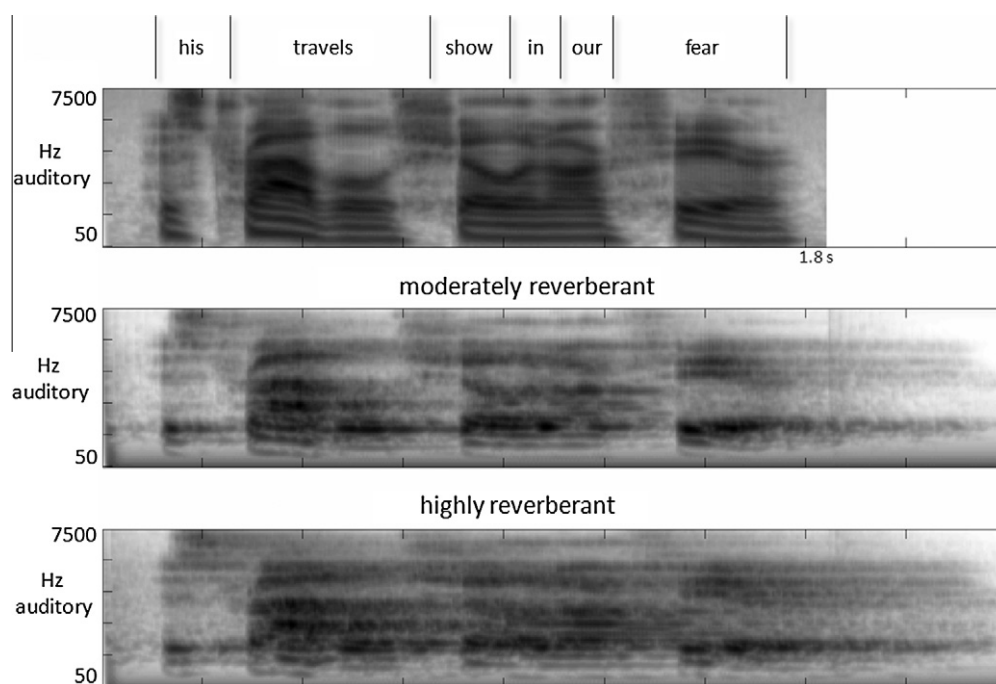 his travels show in our fear
7500
Hz
auditory
50
1.8 s
moderately reverberant
7500
Hz
auditory
50
highly reverberant
7500
Hz
auditory
50